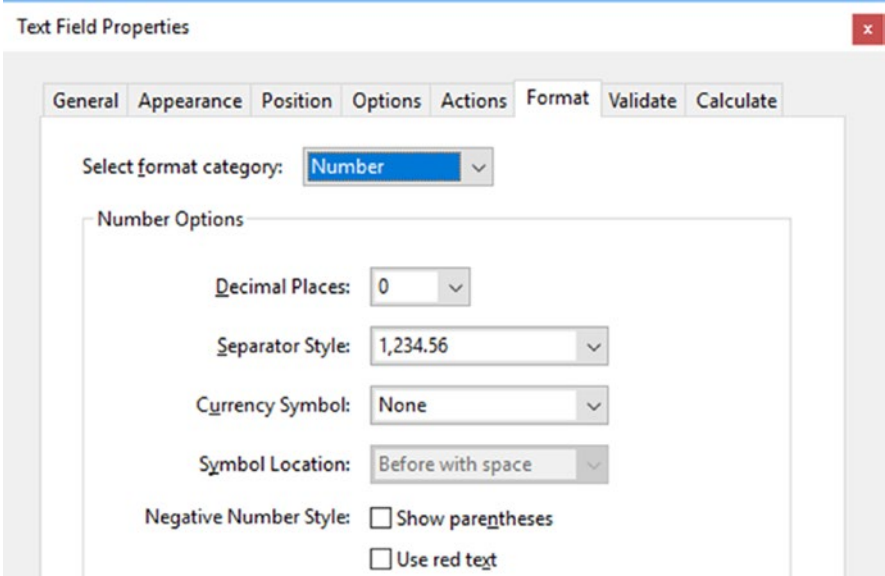 Text Field Properties
x
General Appearance Position Options Actions Format Validate Calculate
Select format category: Number
Number Options
Decimal Places: 0
Separator Style: 1,234.56
Currency Symbol: None
Symbol Location: Before with space
Negative Number Style: Show parentheses
Use red text